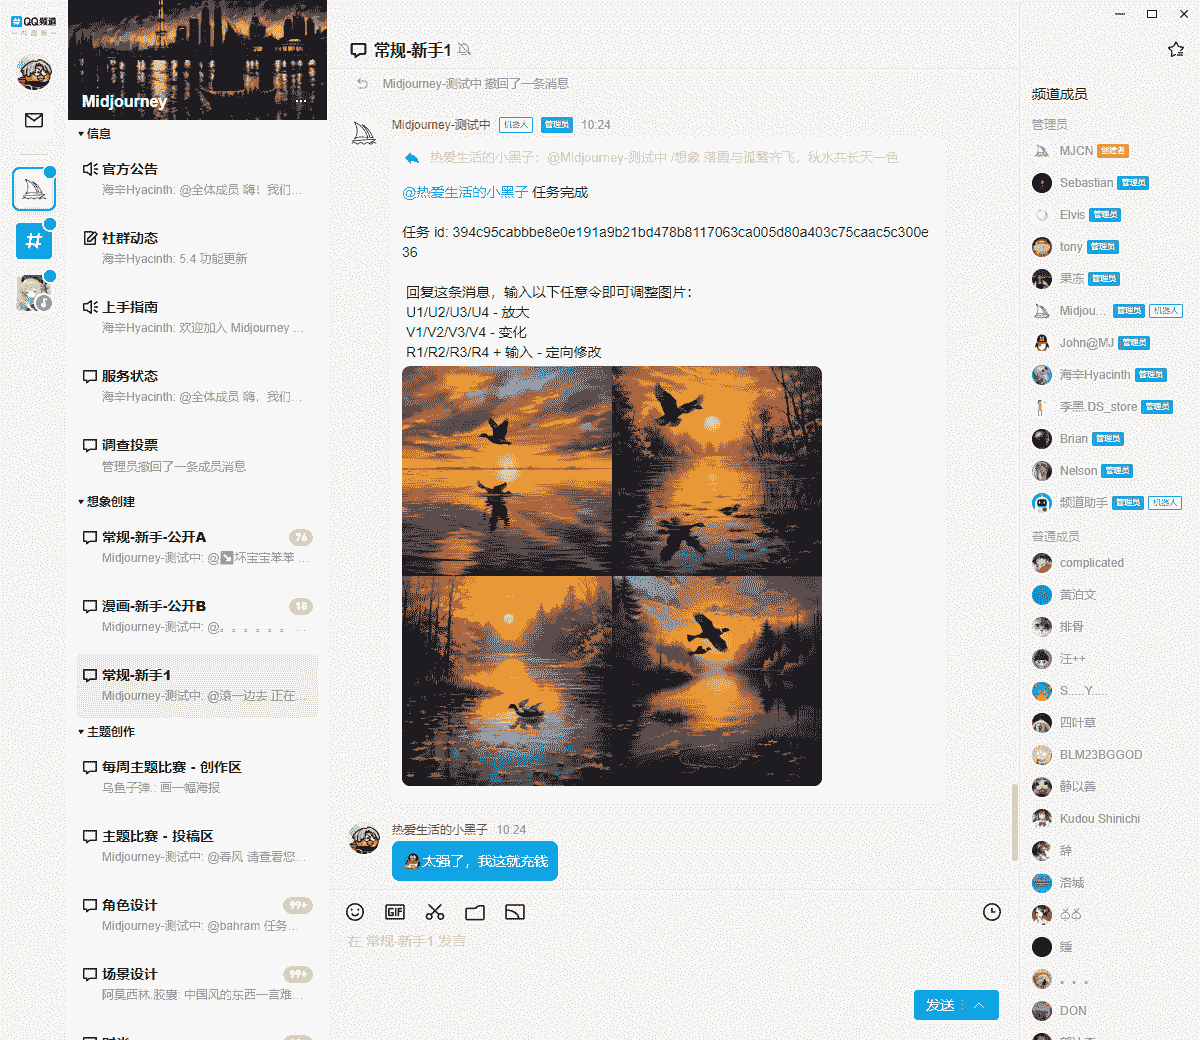 QQ频道
内测版
Midjourney
...
信息
官方公告
海辛Hyacinth: @全体成员 嗨！我们...
社群动态
海辛Hyacinth: 5.4 功能更新
上手指南
海辛Hyacinth: 欢迎加入 Midjourney ...
服务状态
海辛Hyacinth: @全体成员 嗨，我们...
调查投票
管理员撤回了一条成员消息
想象创建
常规-新手-公开A
76
Midjourney-测试中: @坏宝宝笨笨 ...
漫画-新手-公开B
18
Midjourney-测试中: @。。。。。。 ...
常规-新手1
Midjourney-测试中: @滚一边去 正在...
主题创作
每周主题比赛 - 创作区
乌鱼子弹.: 画一幅海报
主题比赛 - 投稿区
Midjourney-测试中: @春风 请查看您...
角色设计
99+
Midjourney-测试中: @bahram 任务...
场景设计
99+
阿莫西林.胶囊: 中国风的东西一言难...
常规-新手1
Midjourney-测试中 撤回了一条消息
Midjourney-测试中 机器人 管理员 10:24
热爱生活的小黑子：@Midjourney-测试中 /想象 落霞与孤鹜齐飞，秋水共长天一色
@热爱生活的小黑子 任务完成
任务 id: 394c95cabbbe8e0e191a9b21bd478b8117063ca005d80a403c75caac5c300e
36
回复这条消息，输入以下任意令即可调整图片：
U1/U2/U3/U4 - 放大
V1/V2/V3/V4 - 变化
R1/R2/R3/R4 + 输入 - 定向修改
热爱生活的小黑子 10:24
太强了，我这就充钱
GIF
在 常规-新手1 发言
发送
频道成员
管理员
MJCN 创建者
Sebastian 管理员
Elvis 管理员
tony 管理员
果冻 管理员
Midjou... 管理员 机器人
John@MJ 管理员
海辛Hyacinth 管理员
李黑.DS_store 管理员
Brian 管理员
Nelson 管理员
频道助手 管理员 机器人
普通成员
complicated
黄泊文
排骨
汪++
S.....Y.....
四叶草
BLM23BGGOD
静以善
Kudou Shinichi
辞
洛城
锺
。。。
DON